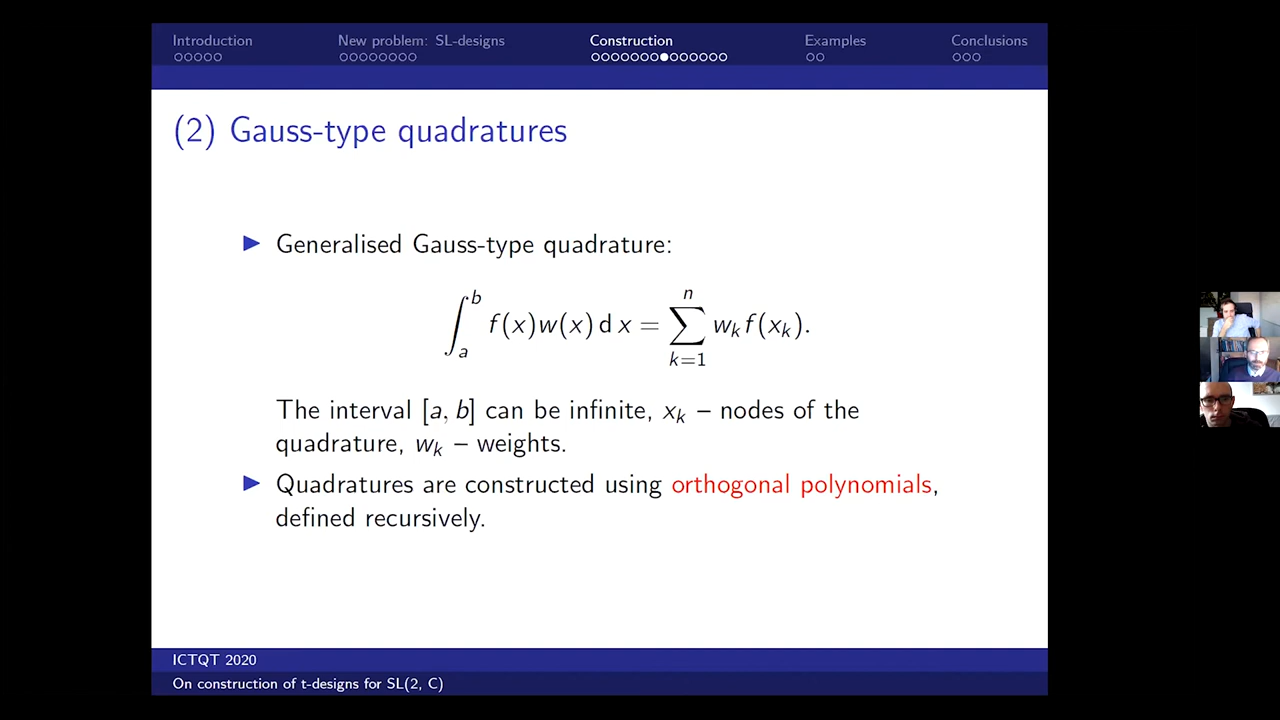 Introduction New problem: SL-designs Construction Examples Conclusions
(2) Gauss-type quadratures
Generalised Gauss-type quadrature:
∫_a^b f(x)w(x) d x = ∑_{k=1}^n w_k f(x_k).
The interval [a, b] can be infinite, x_k – nodes of the
quadrature, w_k – weights.
Quadratures are constructed using orthogonal polynomials,
defined recursively.
ICTQT 2020
On construction of t-designs for SL(2, C)